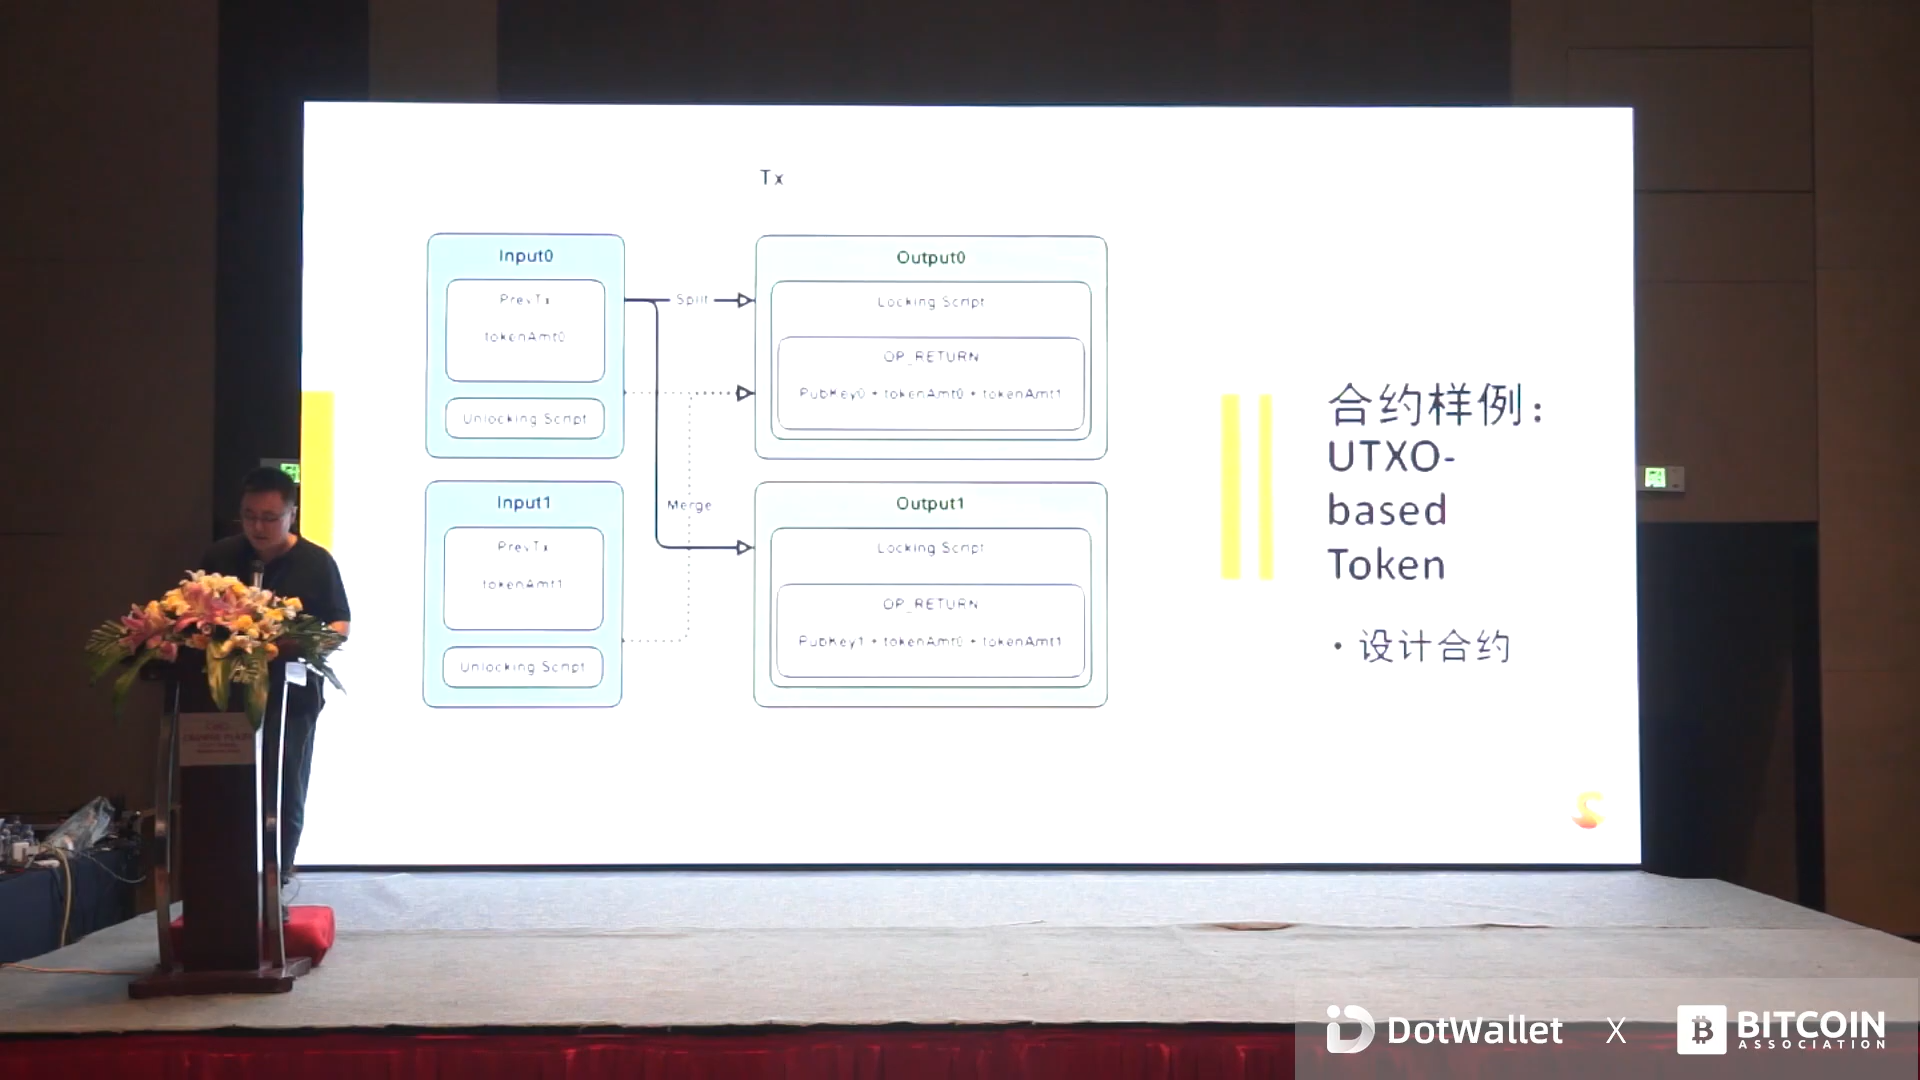 Tx
Input0
PrevTx
tokenAmt0
Unlocking Script
Split
Output0
Locking Script
OP_RETURN
PubKey0 + tokenAmt0 + tokenAmt1
Merge
Input1
PrevTx
tokenAmt1
Unlocking Script
Output1
Locking Script
OP_RETURN
PubKey1 + tokenAmt0 + tokenAmt1
合约样例：
UTXO-
based
Token
• 设计合约
CROWNE PLAZA
DotWallet X BITCOIN
ASSOCIATION